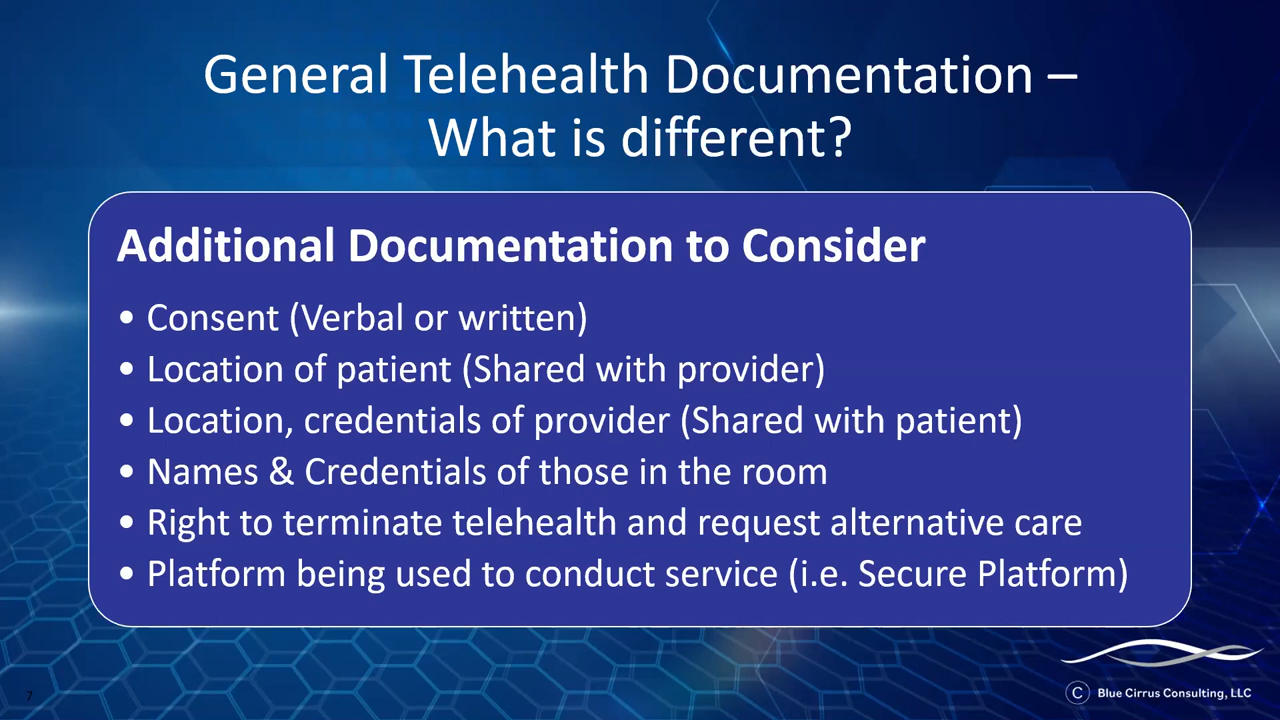 General Telehealth Documentation –
What is different?
Additional Documentation to Consider
• Consent (Verbal or written)
• Location of patient (Shared with provider)
• Location, credentials of provider (Shared with patient)
• Names & Credentials of those in the room
• Right to terminate telehealth and request alternative care
• Platform being used to conduct service (i.e. Secure Platform)
7
© Blue Cirrus Consulting, LLC